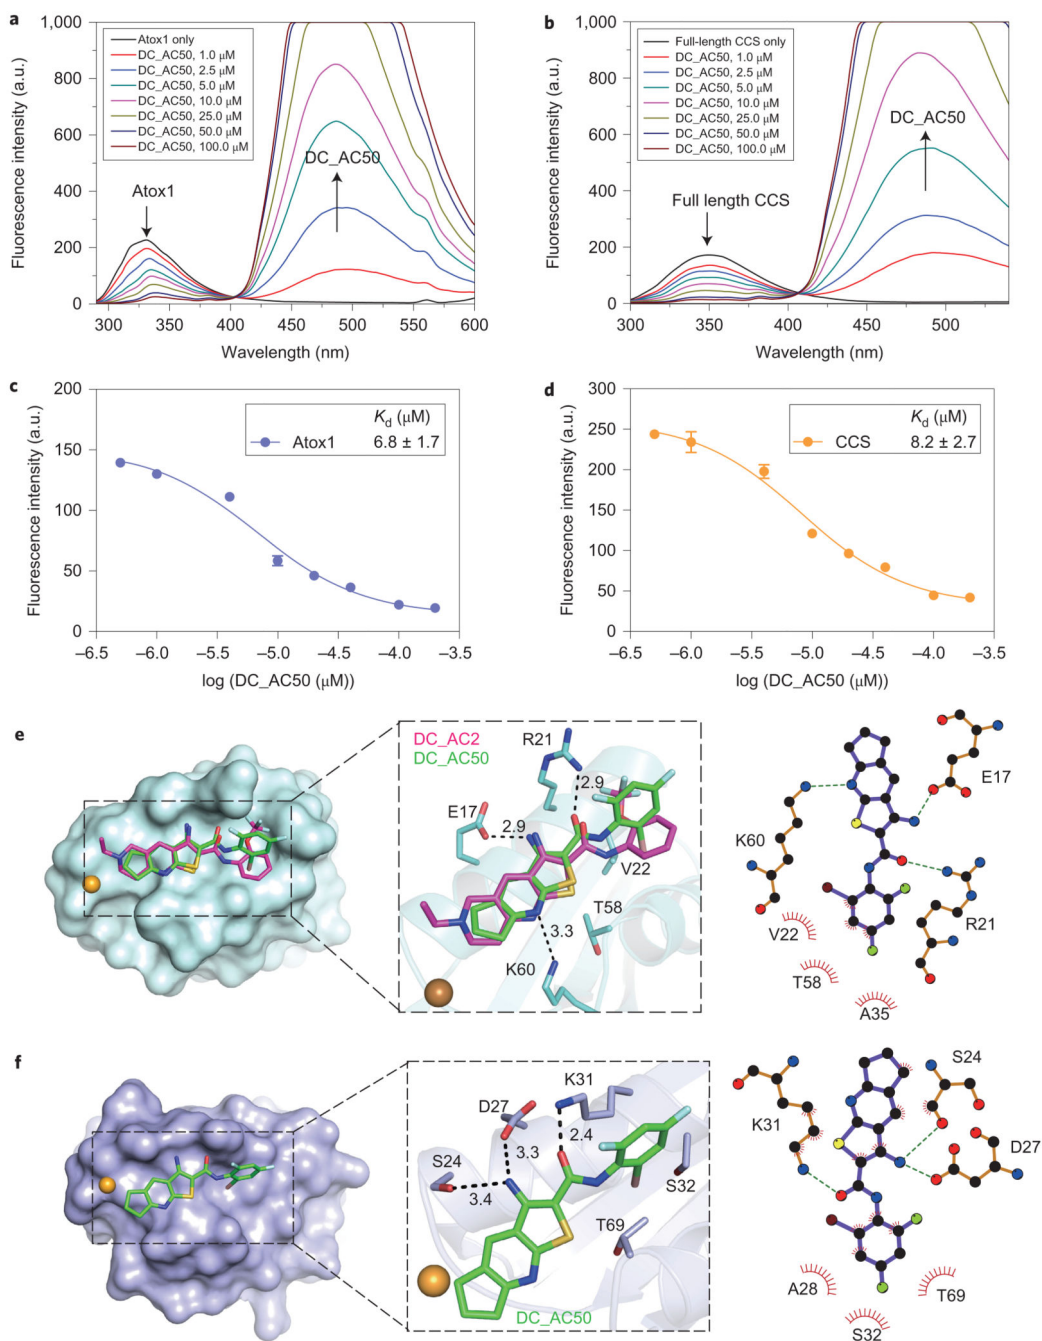 a
1,000
800
600
400
200
0
Fluorescence intensity (a.u.)
Atox1 only
DC_AC50, 1.0 μM
DC_AC50, 2.5 μM
DC_AC50, 5.0 μM
DC_AC50, 10.0 μM
DC_AC50, 25.0 μM
DC_AC50, 50.0 μM
DC_AC50, 100.0 μM
Atox1
DC_AC50
300 350 400 450 500 550 600
Wavelength (nm)
b
1,000
800
600
400
200
0
Fluorescence intensity (a.u.)
Full-length CCS only
DC_AC50, 1.0 μM
DC_AC50, 2.5 μM
DC_AC50, 5.0 μM
DC_AC50, 10.0 μM
DC_AC50, 25.0 μM
DC_AC50, 50.0 μM
DC_AC50, 100.0 μM
Full length CCS
DC_AC50
300 350 400 450 500
Wavelength (nm)
c
200
150
100
50
0
Fluorescence intensity (a.u.)
Kd (μM)
Atox1 6.8 ± 1.7
–6.5 –6.0 –5.5 –5.0 –4.5 –4.0 –3.5
log (DC_AC50 (μM))
d
300
250
200
150
100
50
0
Fluorescence intensity (a.u.)
Kd (μM)
CCS 8.2 ± 2.7
–6.5 –6.0 –5.5 –5.0 –4.5 –4.0 –3.5
log (DC_AC50 (μM))
e
DC_AC2
DC_AC50
R21
2.9
E17
2.9
V22
T58
3.3
K60
E17
K60
R21
V22
T58
A35
f
K31
D27
2.4
3.3
S24
3.4
S32
T69
DC_AC50
S24
K31
D27
A28
T69
S32